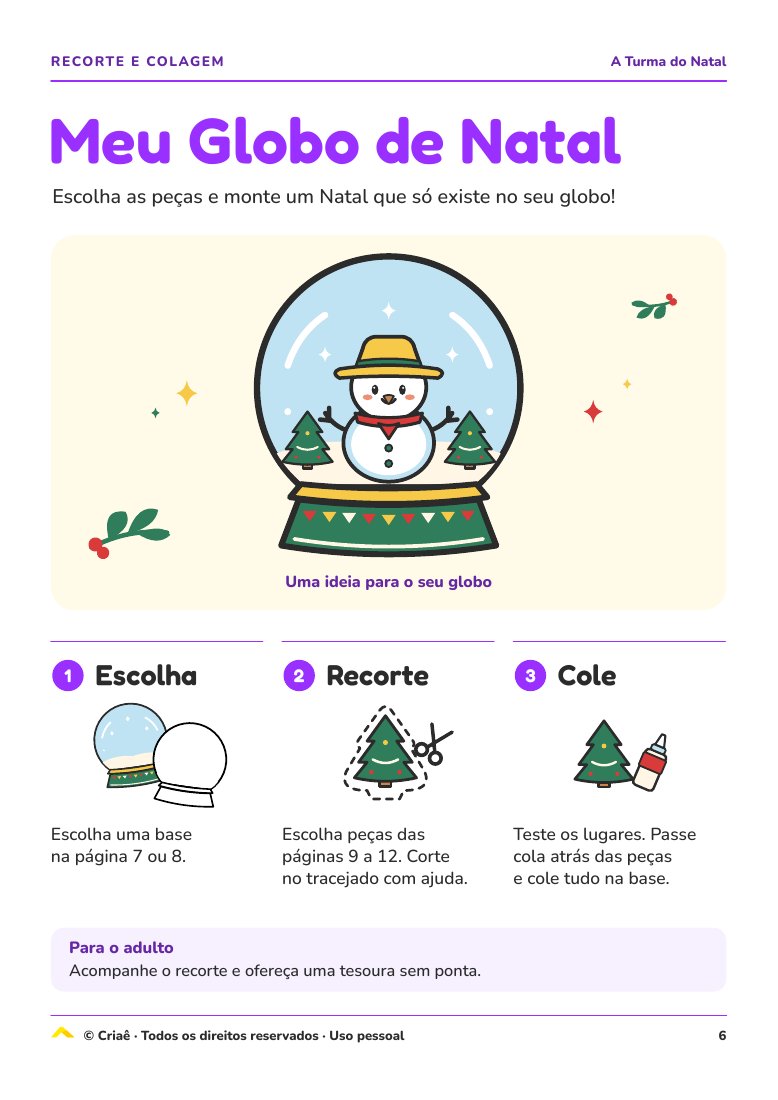 RECORTE E COLAGEM
A Turma do Natal
Meu Globo de Natal
Escolha as peças e monte um Natal que só existe no seu globo!
Uma ideia para o seu globo
1 Escolha
Escolha uma base
na página 7 ou 8.
2 Recorte
Escolha peças das
páginas 9 a 12. Corte
no tracejado com ajuda.
3 Cole
Teste os lugares. Passe
cola atrás das peças
e cole tudo na base.
Para o adulto
Acompanhe o recorte e ofereça uma tesoura sem ponta.
© Criaê · Todos os direitos reservados · Uso pessoal
6